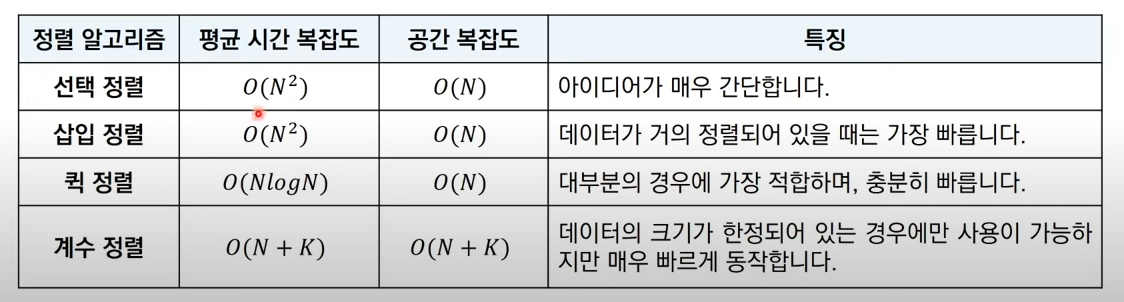 정렬 알고리즘 평균 시간 복잡도 공간 복잡도 특징
선택 정렬 O(N²) O(N) 아이디어가 매우 간단합니다.
삽입 정렬 O(N²) O(N) 데이터가 거의 정렬되어 있을 때는 가장 빠릅니다.
퀵 정렬 O(NlogN) O(N) 대부분의 경우에 가장 적합하며, 충분히 빠릅니다.
계수 정렬 O(N + K) O(N + K) 데이터의 크기가 한정되어 있는 경우에만 사용이 가능하
지만 매우 빠르게 동작합니다.